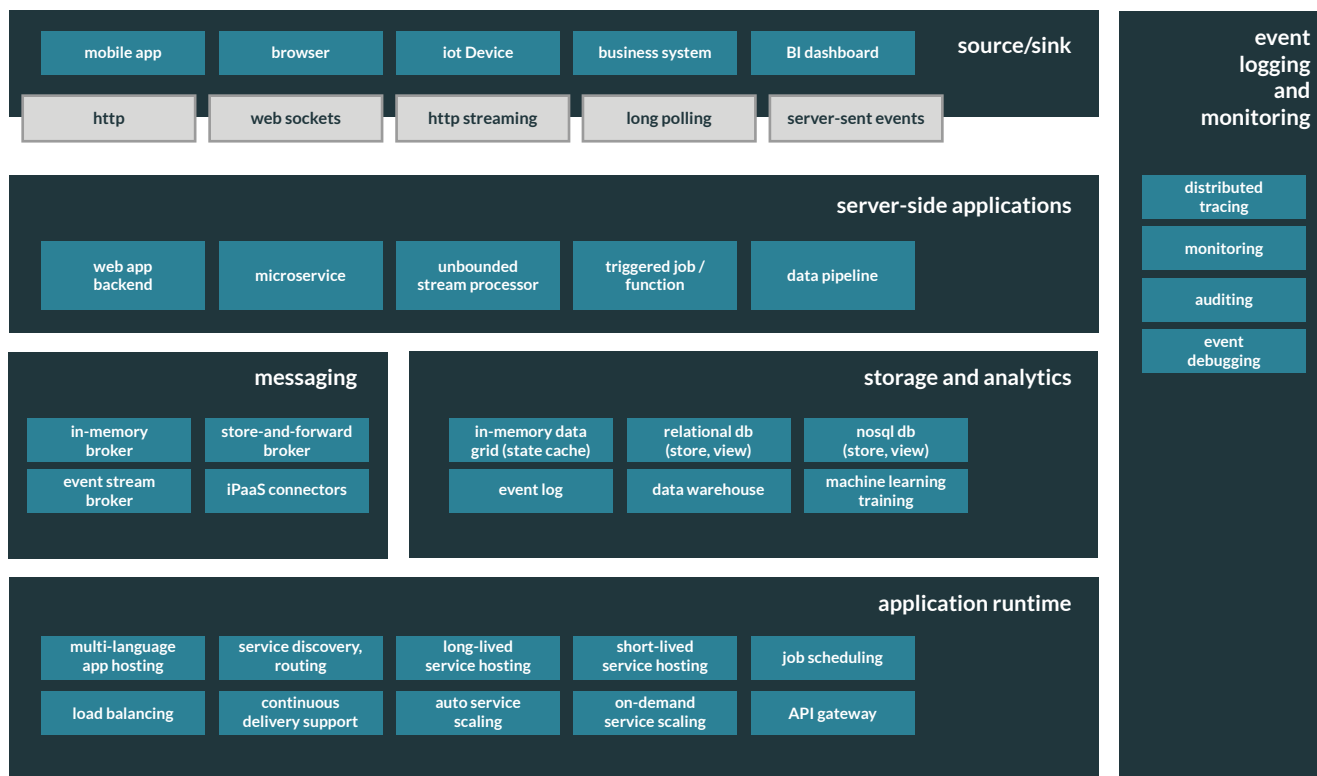 source/sink
mobile app
browser
iot Device
business system
BI dashboard
http
web sockets
http streaming
long polling
server-sent events
server-side applications
web app
backend
microservice
unbounded
stream processor
triggered job /
function
data pipeline
messaging
in-memory
broker
store-and-forward
broker
event stream
broker
iPaaS connectors
storage and analytics
in-memory data
grid (state cache)
relational db
(store, view)
nosql db
(store, view)
event log
data warehouse
machine learning
training
application runtime
multi-language
app hosting
service discovery,
routing
long-lived
service hosting
short-lived
service hosting
job scheduling
load balancing
continuous
delivery support
auto service
scaling
on-demand
service scaling
API gateway
event
logging
and
monitoring
distributed
tracing
monitoring
auditing
event
debugging